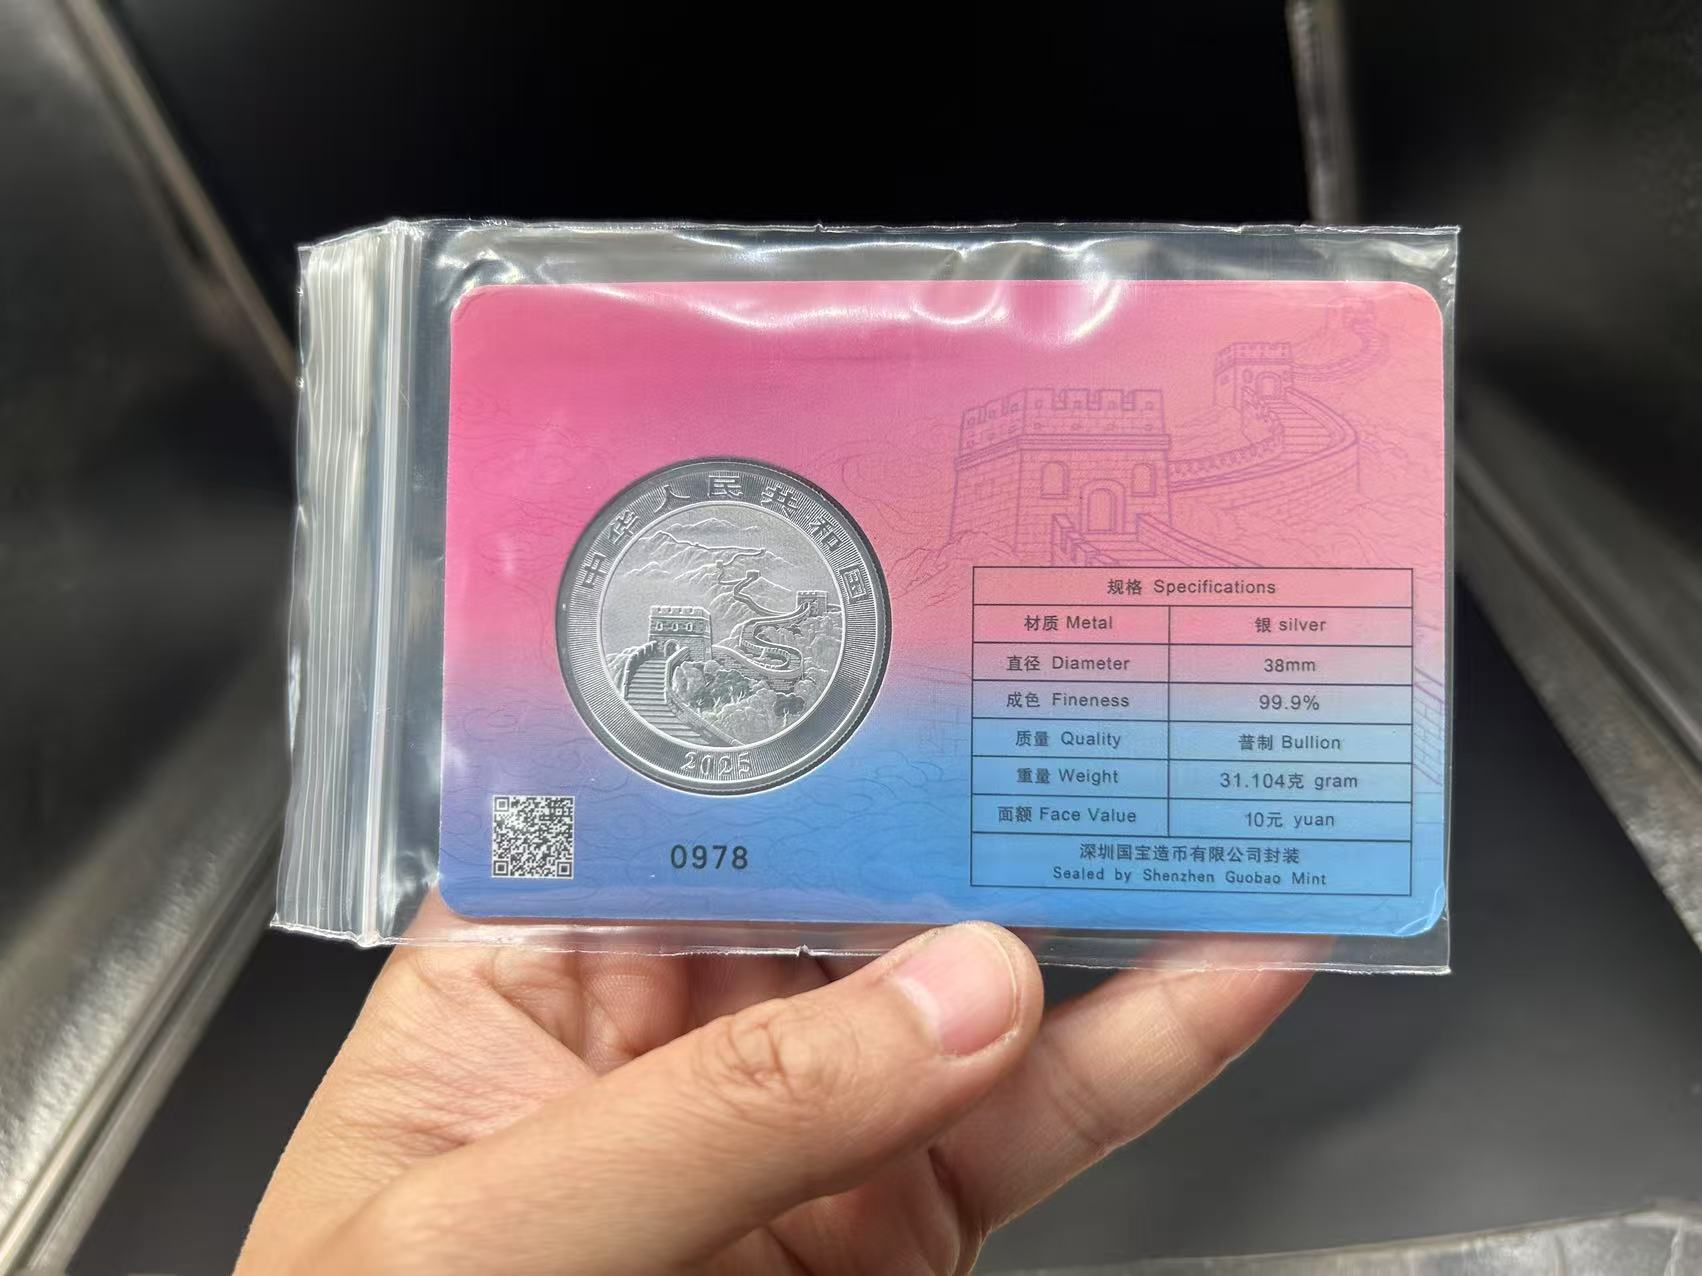 中华人民共和国
2025
0978
规格 Specifications
材质 Metal 银 silver
直径 Diameter 38mm
成色 Fineness 99.9%
质量 Quality 普制 Bullion
重量 Weight 31.104克 gram
面额 Face Value 10元 yuan
深圳国宝造币有限公司封装
Sealed by Shenzhen Guobao Mint